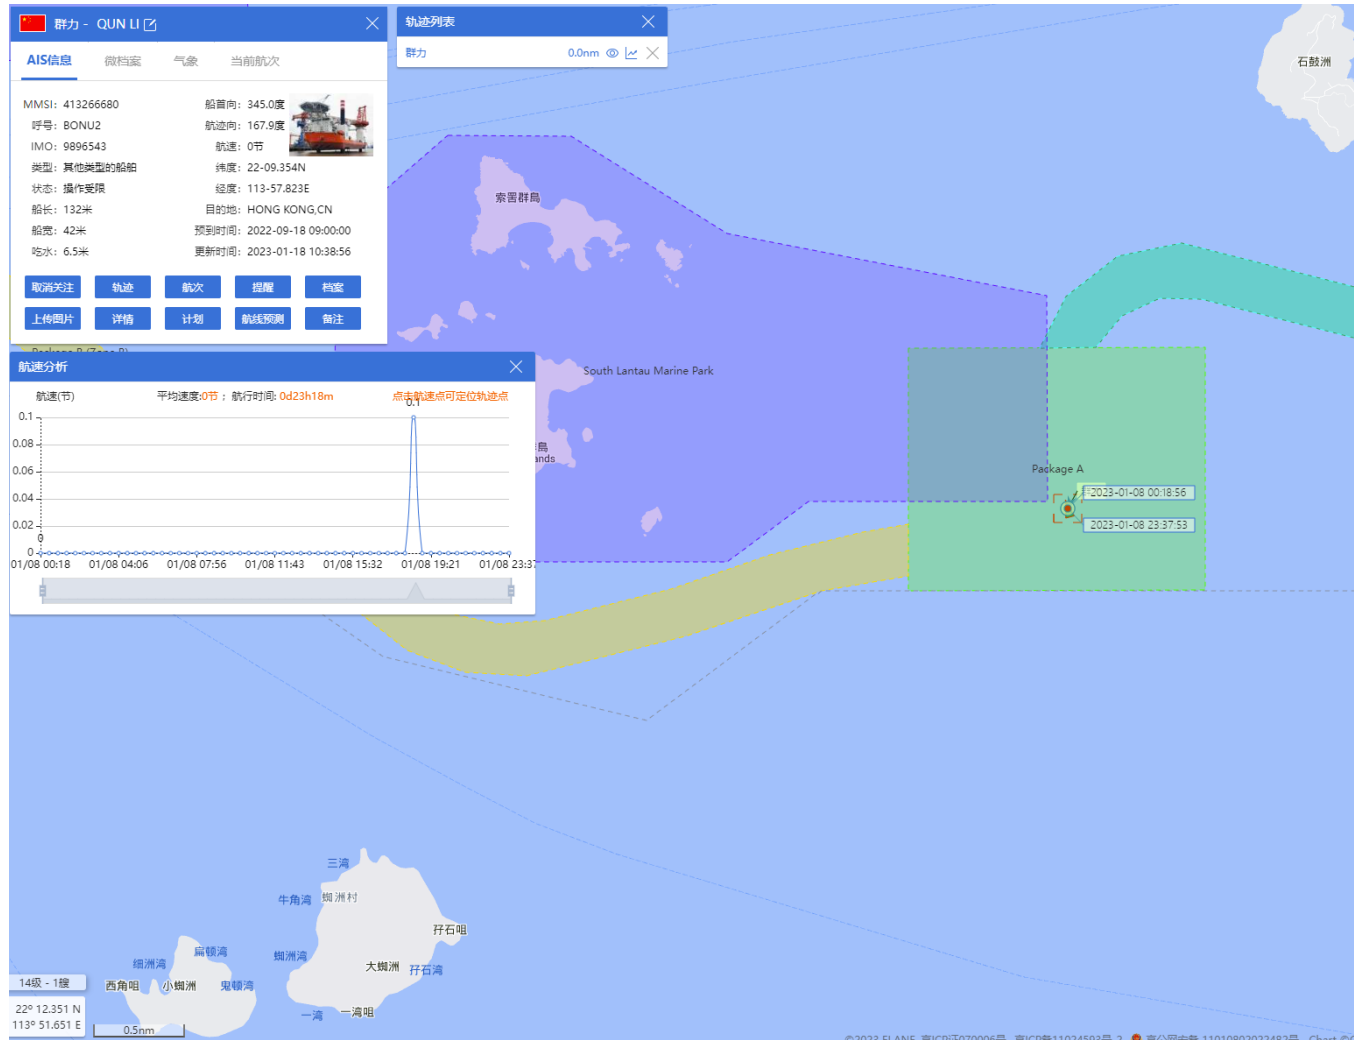 群力 - QUN LI
AIS信息 微档案 气象 当前航次
MMSI: 413266680 船首向: 345.0度
呼号: BONU2 航迹向: 167.9度
IMO: 9896543 航速: 0节
类型: 其他类型的船舶 纬度: 22-09.354N
状态: 操作受限 经度: 113-57.823E
船长: 132米 目的地: HONG KONG,CN
船宽: 42米 预到时间: 2022-09-18 09:00:00
吃水: 6.5米 更新时间: 2023-01-18 10:38:56
取消关注 轨迹 航次 提醒 档案
上传图片 详情 计划 航线预测 备注
轨迹列表
群力 0.0nm
石鼓洲
索罟群島
South Lantau Marine Park
Package A
2023-01-08 00:18:56
2023-01-08 23:37:53
航速分析
航速(节) 平均速度:0节 ; 航行时间: 0d23h18m 点击航速点可定位轨迹点
0.1
0.1
0.08
0.06
0.04
0.02
0
0
01/08 00:18 01/08 04:06 01/08 07:56 01/08 11:43 01/08 15:32 01/08 19:21 01/08 23:37
島
ands
三湾
牛角湾 蜘洲村
孖石咀
扁顿湾 蜘洲湾
细洲湾 大蜘洲 孖石湾
西角咀 小蜘洲 鬼顿湾
一湾 一湾咀
14级 - 1艘
22º 12.351 N
113º 51.651 E
0.5nm